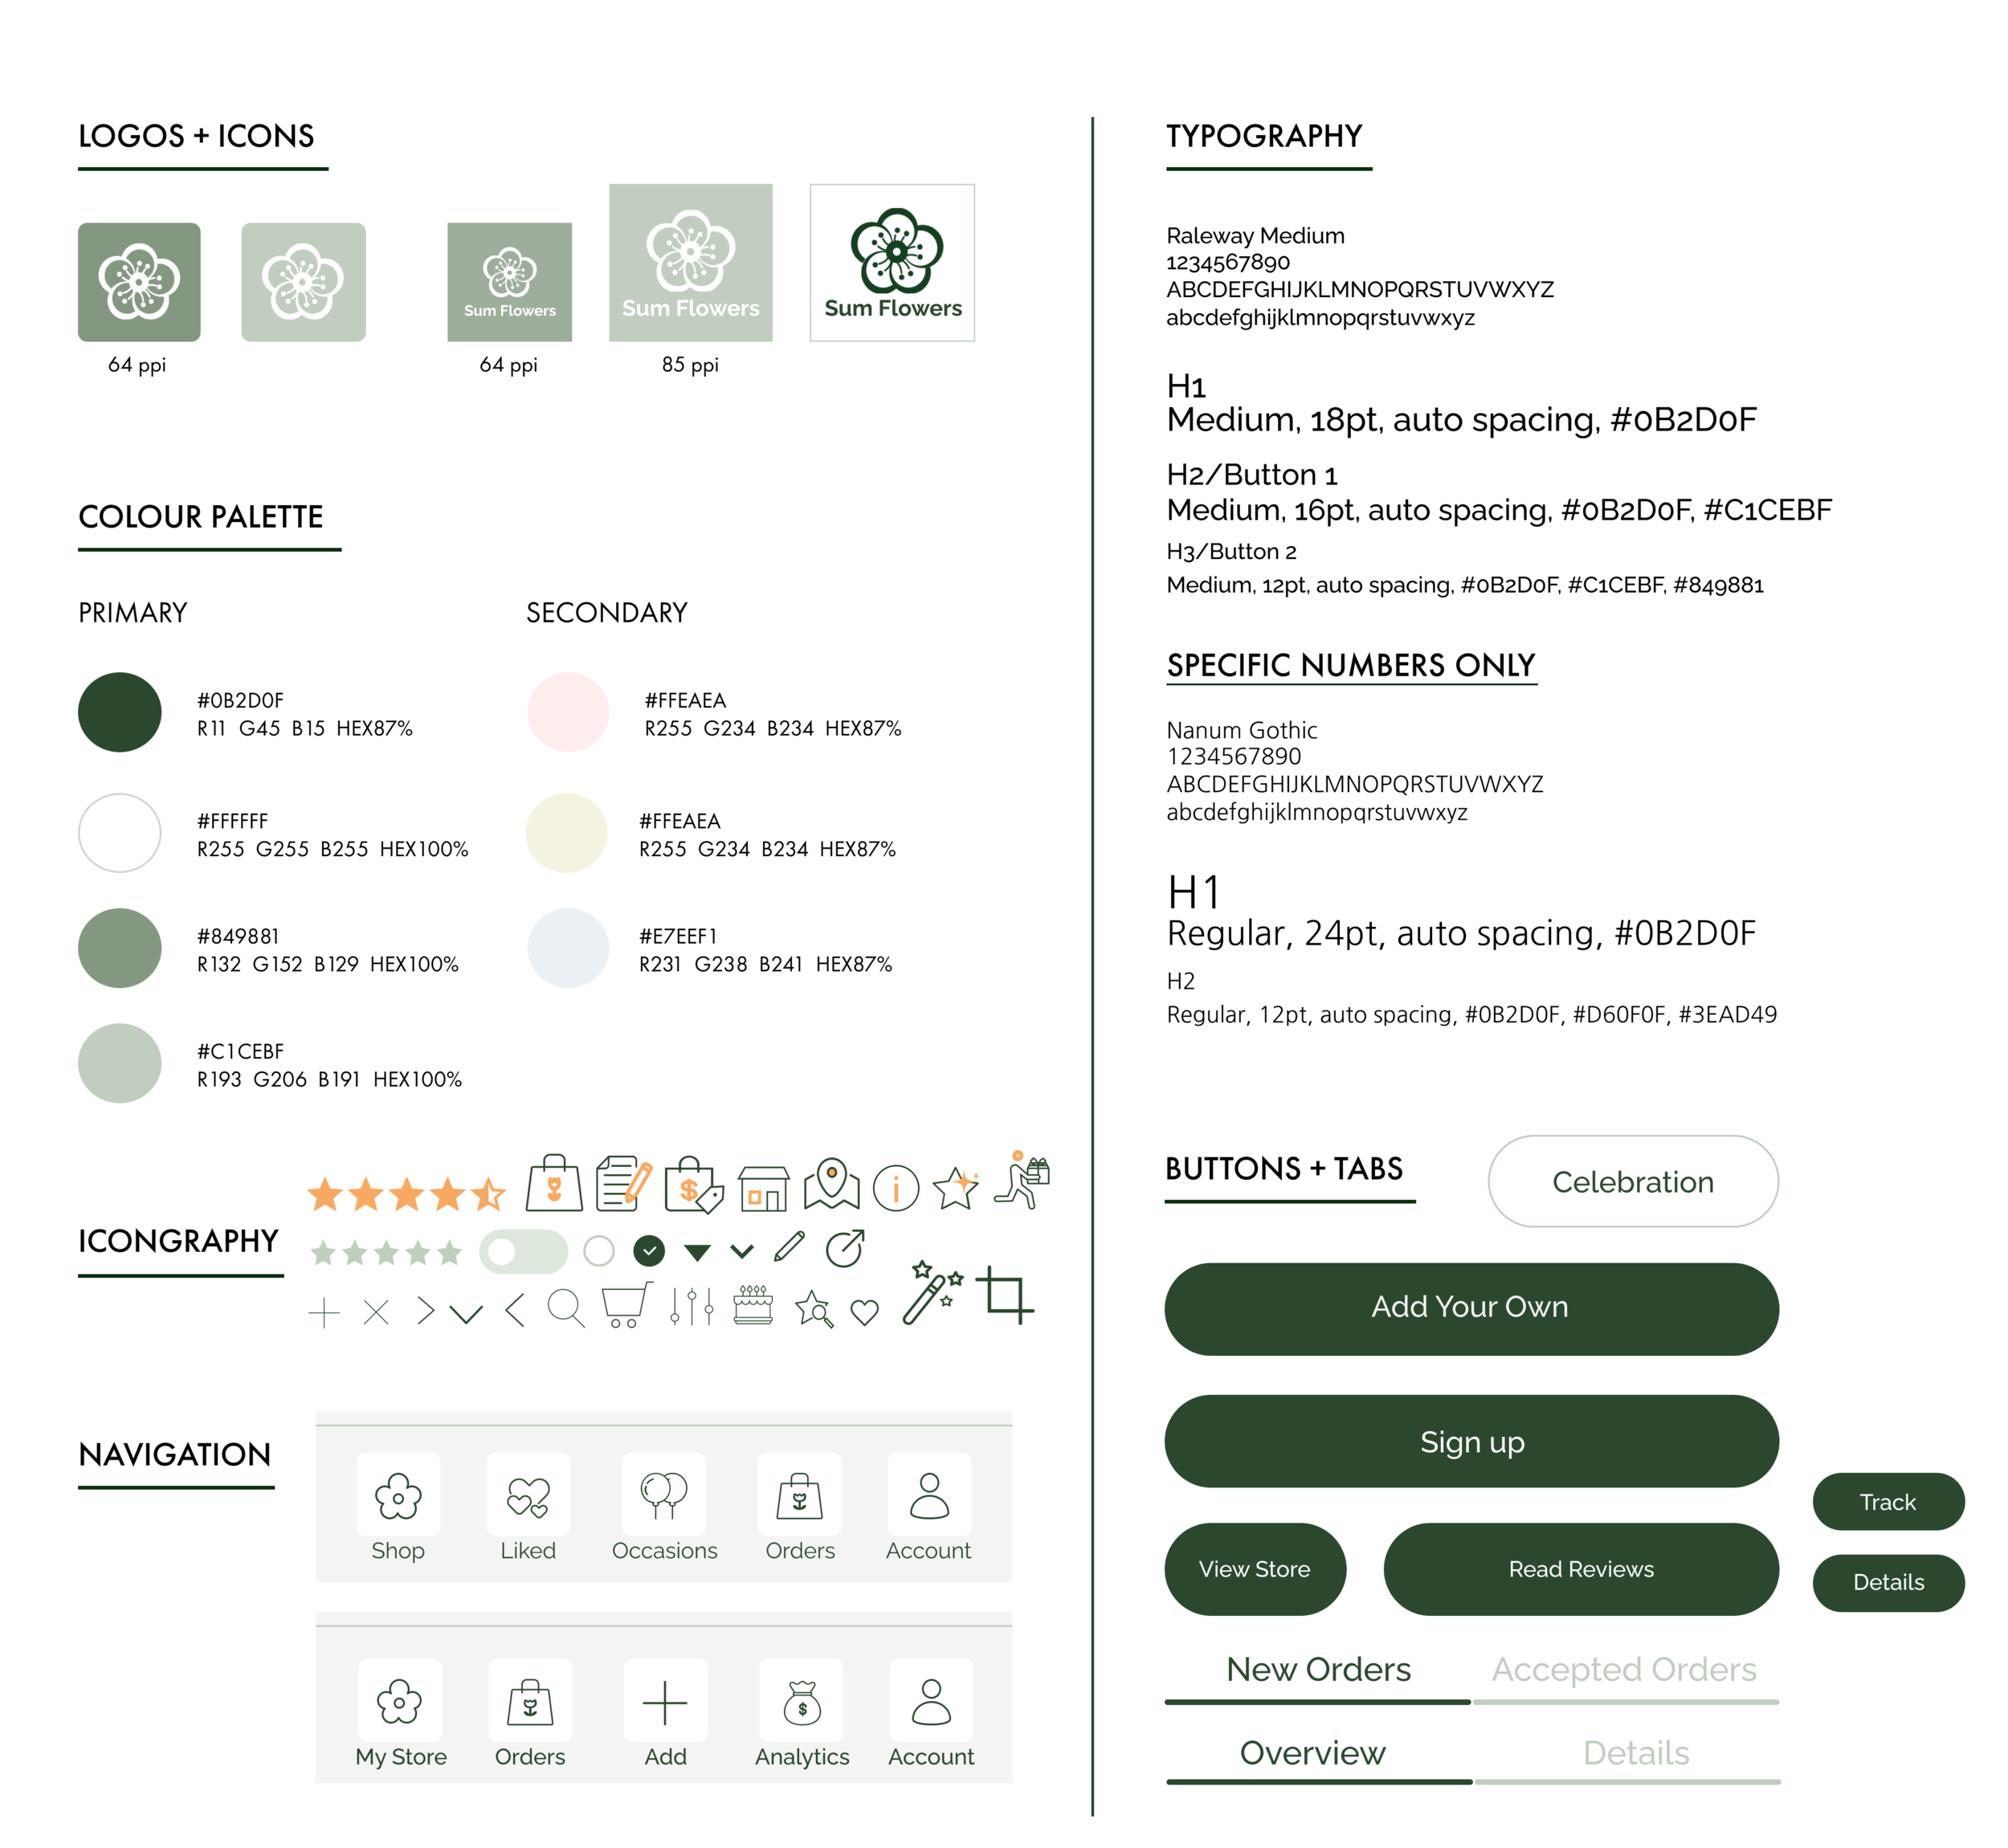 LOGOS + ICONS
Sum Flowers
Sum Flowers
Sum Flowers
64 ppi
64 ppi
85 ppi
COLOUR PALETTE
PRIMARY
#0B2D0F
R11 G45 B15 HEX87%
#FFFFFF
R255 G255 B255 HEX100%
#849881
R132 G152 B129 HEX100%
#C1CEBF
R193 G206 B191 HEX100%
SECONDARY
#FFEAEA
R255 G234 B234 HEX87%
#FFEAEA
R255 G234 B234 HEX87%
#E7EEF1
R231 G238 B241 HEX87%
ICONGRAPHY
$
i
NAVIGATION
Shop
Liked
Occasions
Orders
Account
$
My Store
Orders
Add
Analytics
Account
TYPOGRAPHY
Raleway Medium
1234567890
ABCDEFGHIJKLMNOPQRSTUVWXYZ
abcdefghijklmnopqrstuvwxyz
H1
Medium, 18pt, auto spacing, #0B2D0F
H2/Button 1
Medium, 16pt, auto spacing, #0B2D0F, #C1CEBF
H3/Button 2
Medium, 12pt, auto spacing, #0B2D0F, #C1CEBF, #849881
SPECIFIC NUMBERS ONLY
Nanum Gothic
1234567890
ABCDEFGHIJKLMNOPQRSTUVWXYZ
abcdefghijklmnopqrstuvwxyz
H1
Regular, 24pt, auto spacing, #0B2D0F
H2
Regular, 12pt, auto spacing, #0B2D0F, #D60F0F, #3EAD49
BUTTONS + TABS
Celebration
Add Your Own
Sign up
Track
View Store
Read Reviews
Details
New Orders
Accepted Orders
Overview
Details